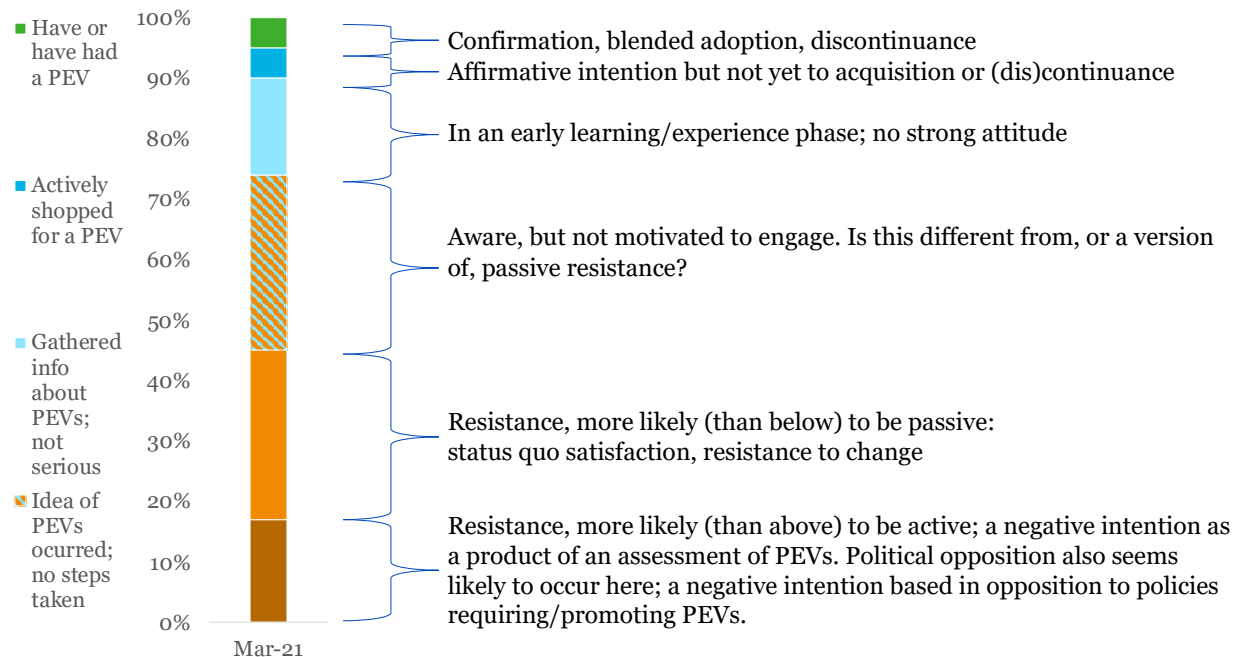 Have or
have had
a PEV
Actively
shopped
for a PEV
Gathered
info
about
PEVs;
not
serious
Idea of
PEVs
ocurred;
no steps
taken
100%
90%
80%
70%
60%
50%
40%
30%
20%
10%
0%
Mar-21
Confirmation, blended adoption, discontinuance
Affirmative intention but not yet to acquisition or (dis)continuance
In an early learning/experience phase; no strong attitude
Aware, but not motivated to engage. Is this different from, or a version
of, passive resistance?
Resistance, more likely (than below) to be passive:
status quo satisfaction, resistance to change
Resistance, more likely (than above) to be active; a negative intention as
a product of an assessment of PEVs. Political opposition also seems
likely to occur here; a negative intention based in opposition to policies
requiring/promoting PEVs.